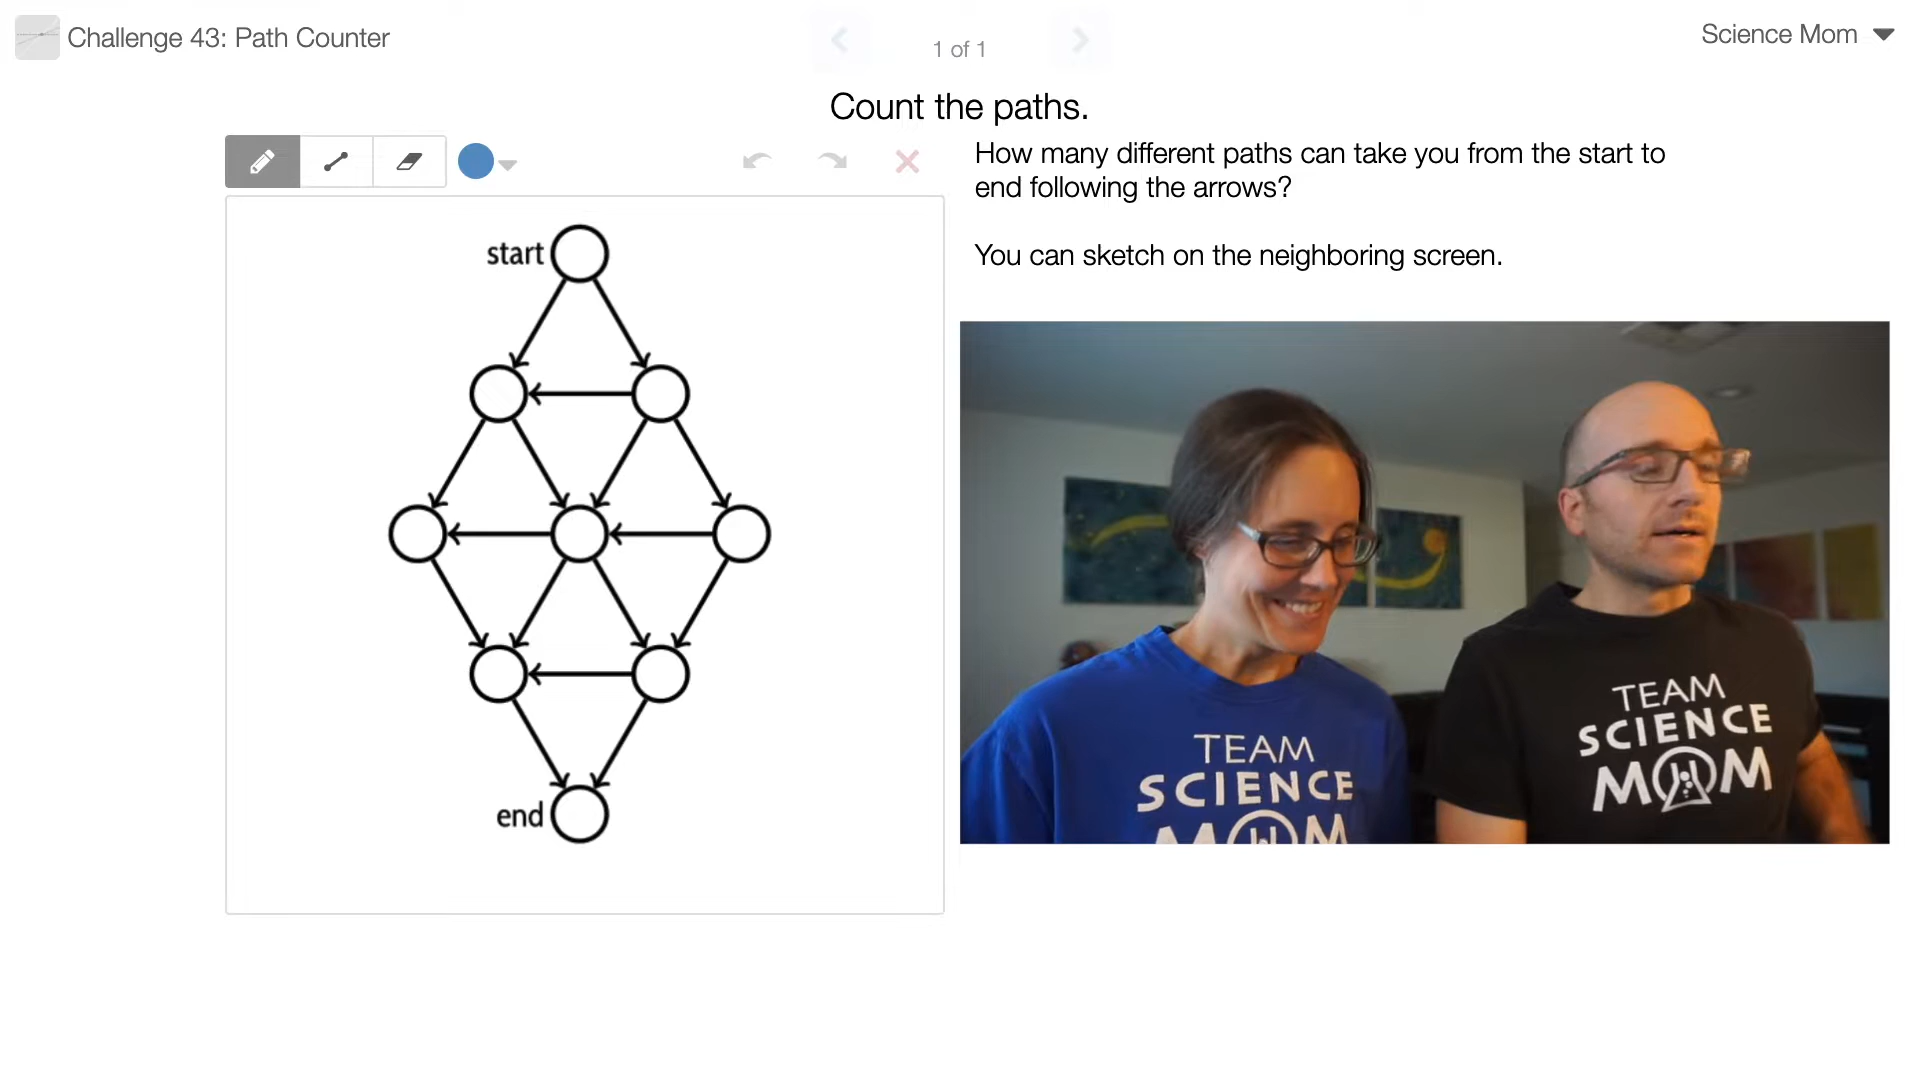 Challenge 43: Path Counter
1 of 1
Science Mom
Count the paths.
How many different paths can take you from the start to
end following the arrows?
You can sketch on the neighboring screen.
start
end
TEAM
SCIENCE
MOM
TEAM
SCIENCE
MOM